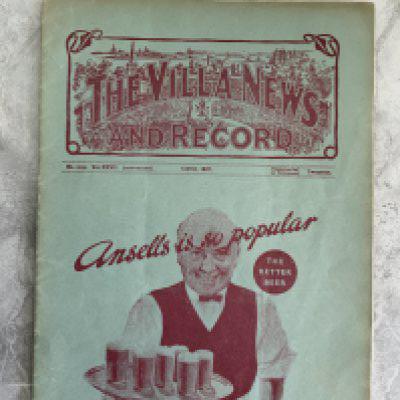 THE VILLA NEWS
AND RECORD
Ansells is so popular
THE
BETTER
BEER